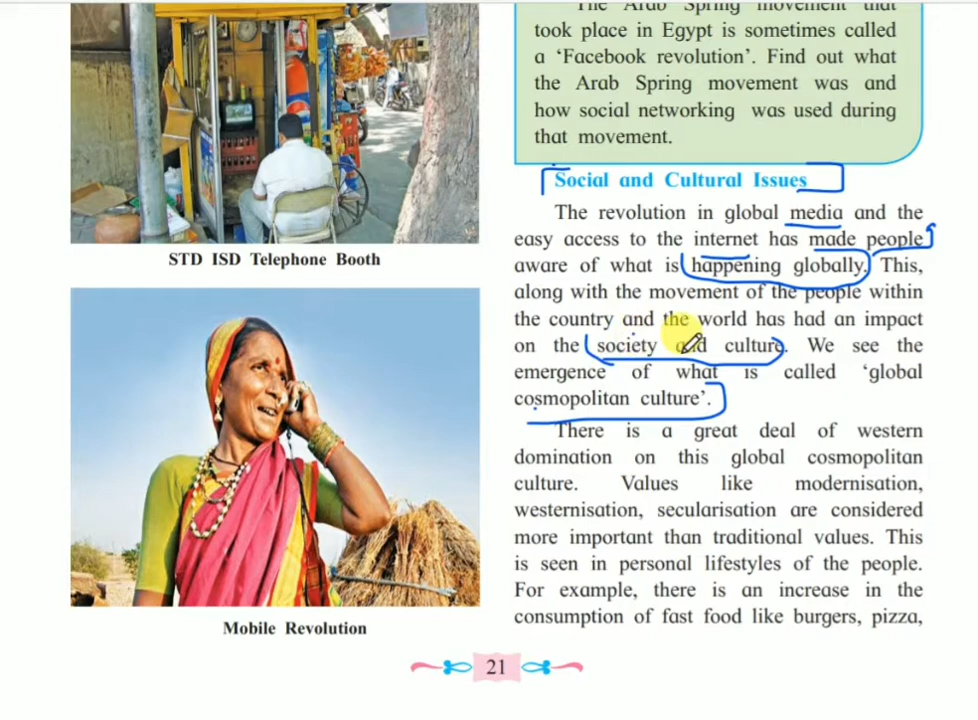 The Arab Spring movement that
took place in Egypt is sometimes called
a ‘Facebook revolution’. Find out what
the Arab Spring movement was and
how social networking was used during
that movement.
Social and Cultural Issues
The revolution in global media and the
easy access to the internet has made people
aware of what is happening globally. This,
along with the movement of the people within
the country and the world has had an impact
on the society and culture. We see the
emergence of what is called ‘global
cosmopolitan culture’.
There is a great deal of western
domination on this global cosmopolitan
culture. Values like modernisation,
westernisation, secularisation are considered
more important than traditional values. This
is seen in personal lifestyles of the people.
For example, there is an increase in the
consumption of fast food like burgers, pizza,
STD ISD Telephone Booth
Mobile Revolution
21